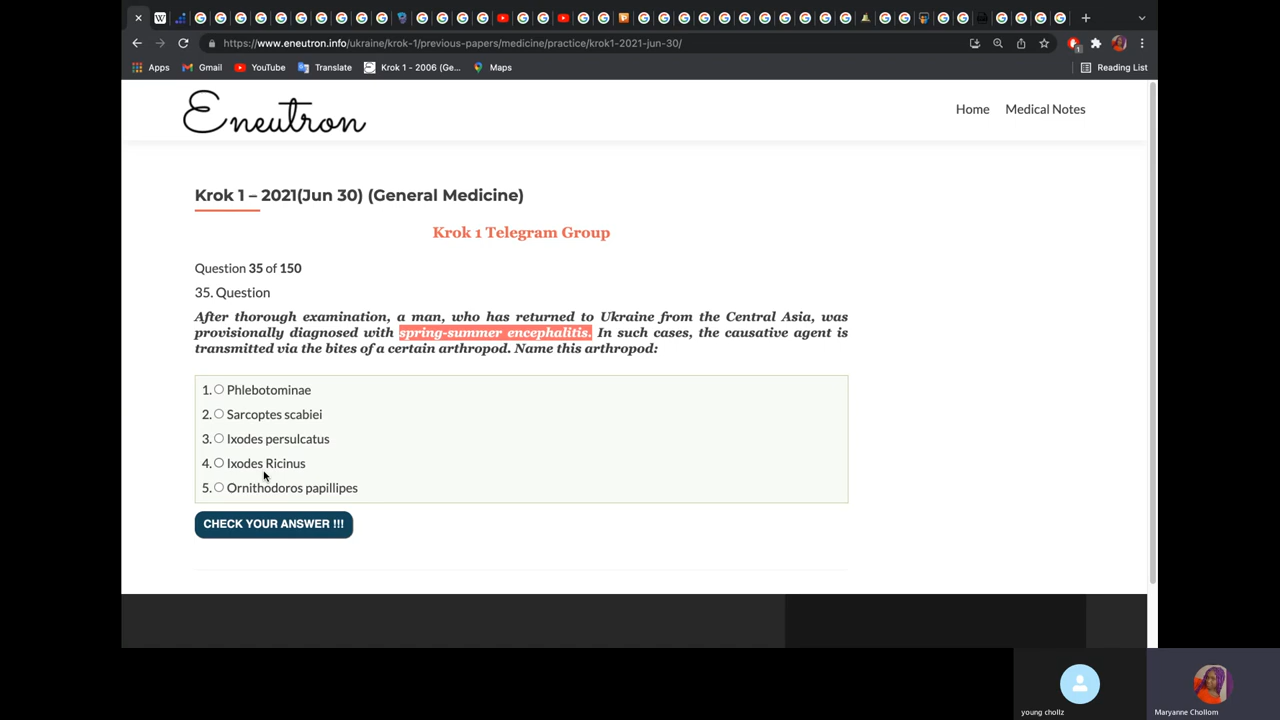 https://www.eneutron.info/ukraine/krok-1/previous-papers/medicine/practice/krok1-2021-jun-30/
Apps Gmail YouTube Translate Krok 1 - 2006 (Ge... Maps Reading List
Eneutron
Home Medical Notes
Krok 1 – 2021(Jun 30) (General Medicine)
Krok 1 Telegram Group
Question 35 of 150
35. Question
After thorough examination, a man, who has returned to Ukraine from the Central Asia, was
provisionally diagnosed with spring-summer encephalitis. In such cases, the causative agent is
transmitted via the bites of a certain arthropod. Name this arthropod:
1. Phlebotominae
2. Sarcoptes scabiei
3. Ixodes persulcatus
4. Ixodes Ricinus
5. Ornithodoros papillipes
CHECK YOUR ANSWER !!!
young chollz
Maryanne Chollom